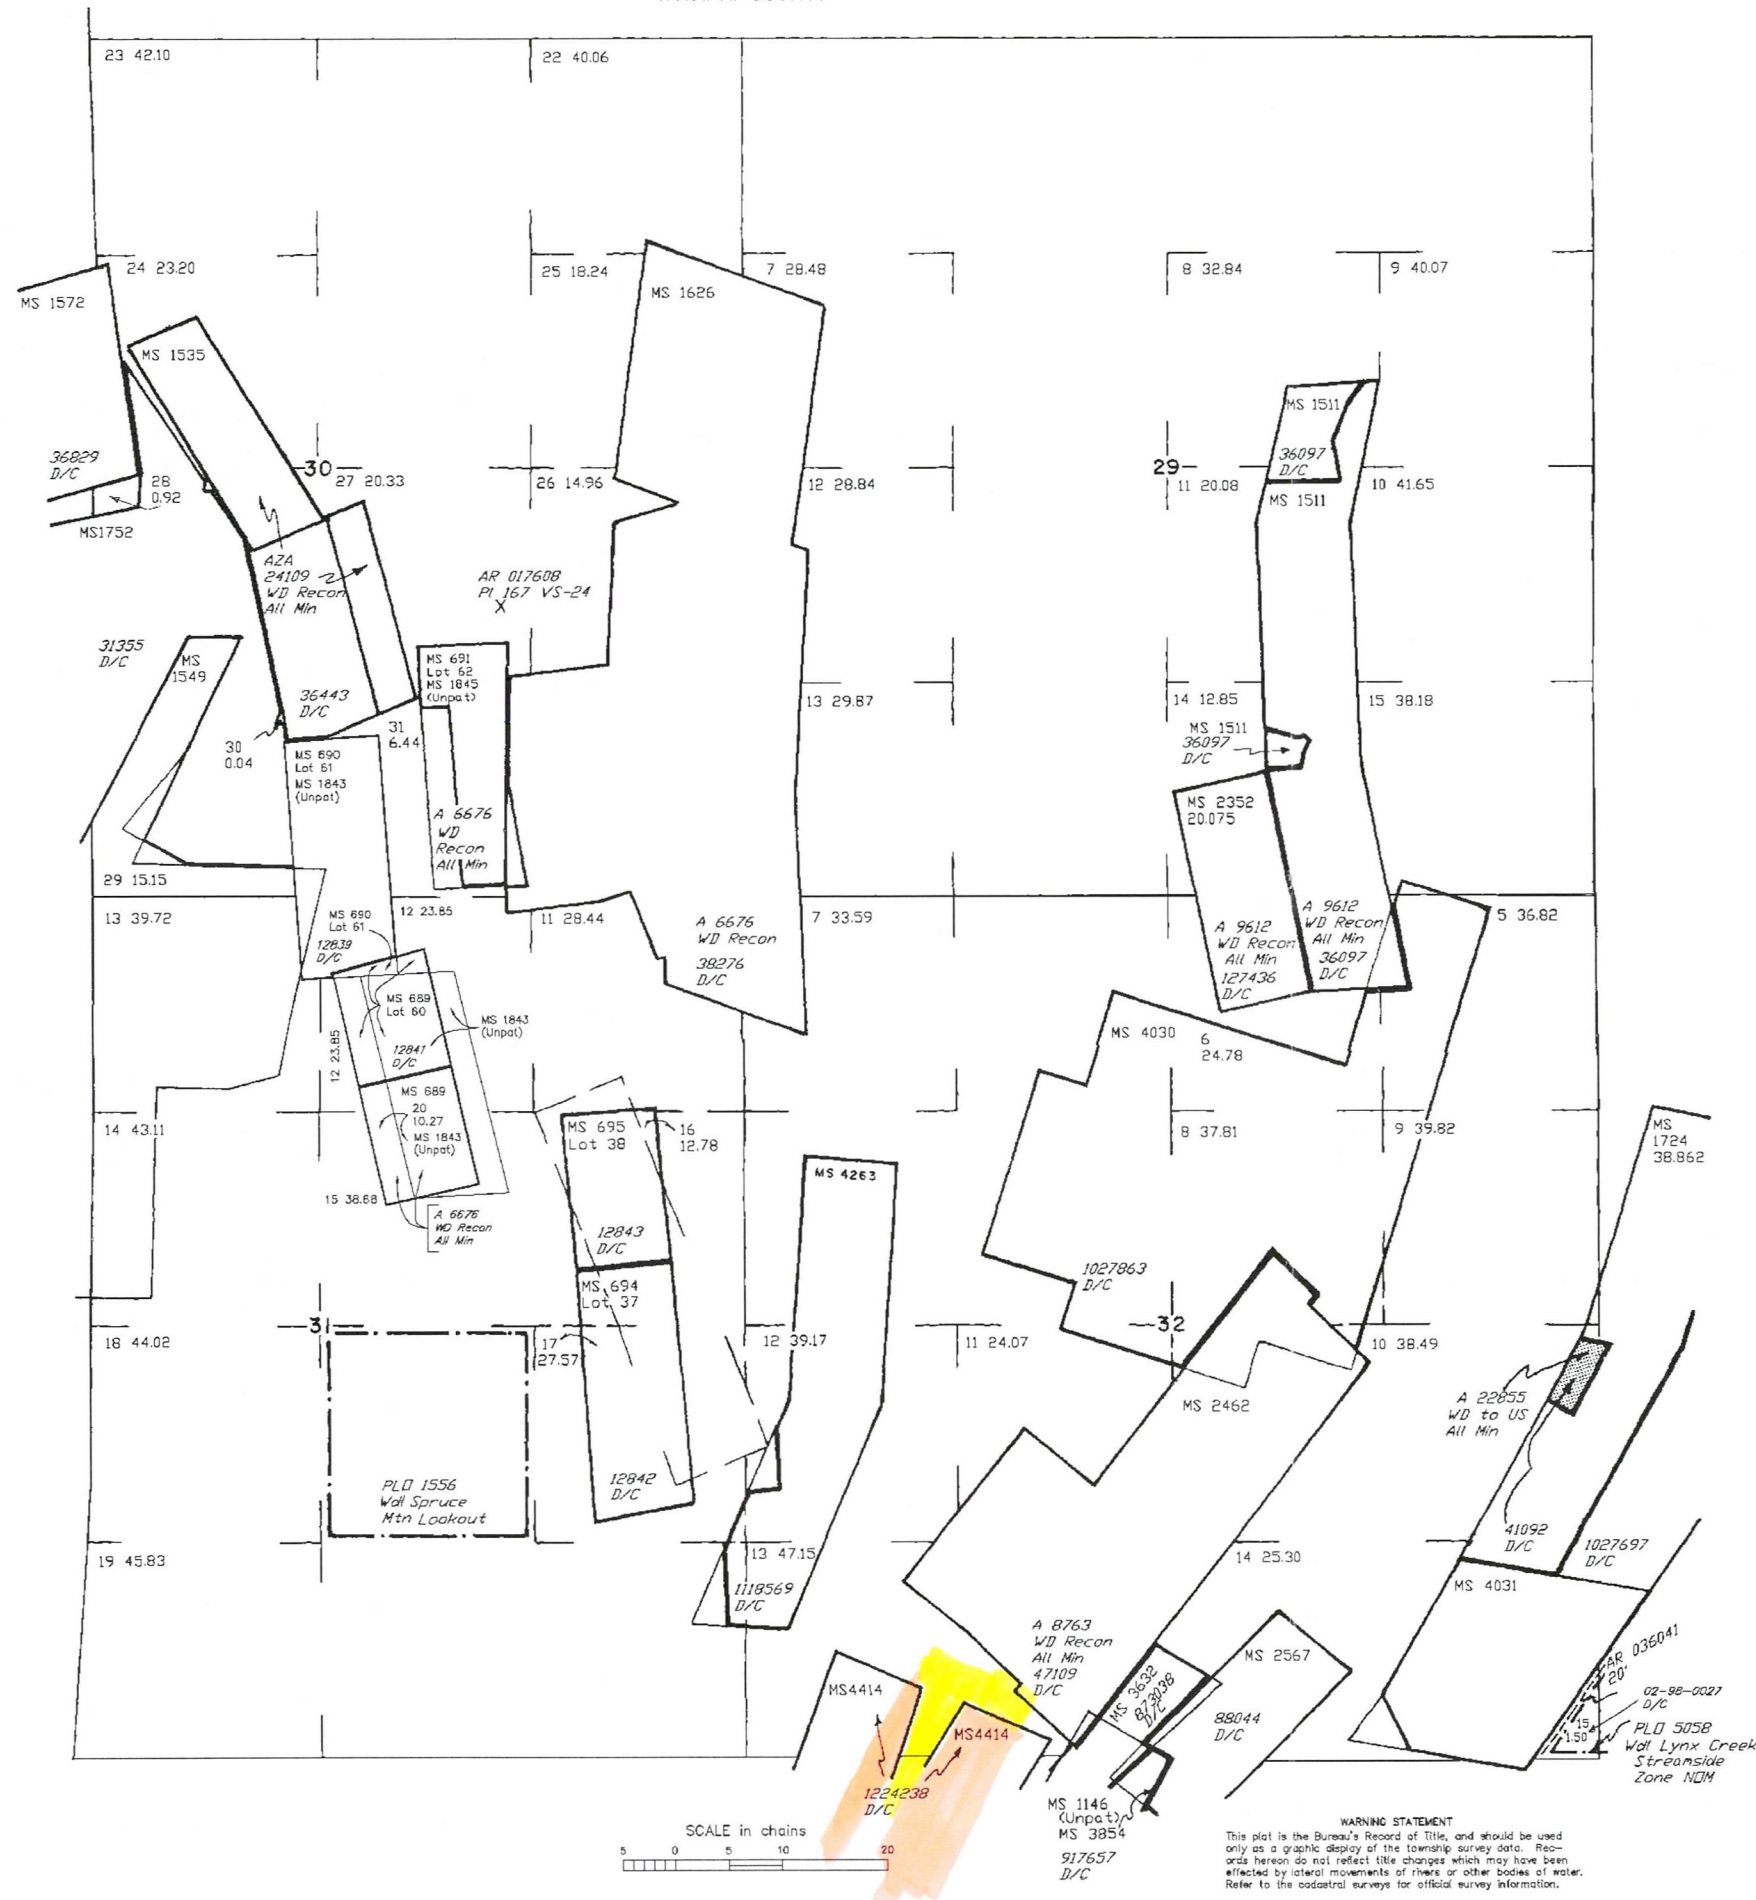 23 42.10
22 40.06
24 23.20
25 18.24
7 28.48
8 32.84
9 40.07
MS 1572
MS 1626
MS 1535
MS 1511
36829
D/C
28
0.92
30
27 20.33
26 14.96
12 28.84
29
11 20.08
36097
D/C
10 41.65
MS 1511
MS1752
AZA
24109
WD Recon
All Min
AR 017608
PI 167 VS-24
X
31355
D/C
MS
1549
MS 691
Lot 62
MS 1845
(Unpat)
36443
D/C
13 29.87
14 12.85
15 38.18
31
6.44
30
0.04
MS 1511
36097
D/C
MS 690
Lot 61
MS 1843
(Unpat)
A 6676
WD
Recon
All Min
MS 2352
20.075
29 15.15
13 39.72
MS 690
Lot 61
12839
D/C
12 23.85
11 28.44
A 6676
WD Recon
38276
D/C
7 33.59
A 9612
WD Recon
All Min
127436
D/C
A 9612
WD Recon
All Min
36097
D/C
5 36.82
MS 689
Lot 60
MS 1843
(Unpat)
12841
D/C
12 23.85
MS 4030
6
24.78
MS 689
20
10.27
MS 1843
(Unpat)
14 43.11
MS 695
Lot 38
16
12.78
8 37.81
9 39.82
MS
1724
38.862
15 38.68
A 6676
WD Recon
All Min
MS 4263
12843
D/C
MS 694
Lot 37
1027863
D/C
18 44.02
3
17
27.57
12 39.17
11 24.07
32
10 38.49
MS 2462
A 22855
WD to US
All Min
PLO 1556
Wdl Spruce
Mtn Lookout
12842
D/C
41092
D/C
1027697
D/C
19 45.83
13 47.15
14 25.30
1118569
D/C
MS 4031
A 8763
WD Recon
All Min
47109
D/C
MS 3632
873038
D/C
MS 2567
88044
D/C
AR 036041
20'
02-98-0027
D/C
15
1.50
PLO 5058
Wdl Lynx Creek
Streamside
Zone NOM
MS4414
MS4414
1224238
D/C
MS 1146
(Unpat)
MS 3854
917657
D/C
SCALE in chains
5 0 5 10 20
WARNING STATEMENT
This plat is the Bureau's Record of Title, and should be used
only as a graphic display of the township survey data. Rec-
ords hereon do not reflect title changes which may have been
effected by lateral movements of rivers or other bodies of water.
Refer to the cadastral surveys for official survey information.